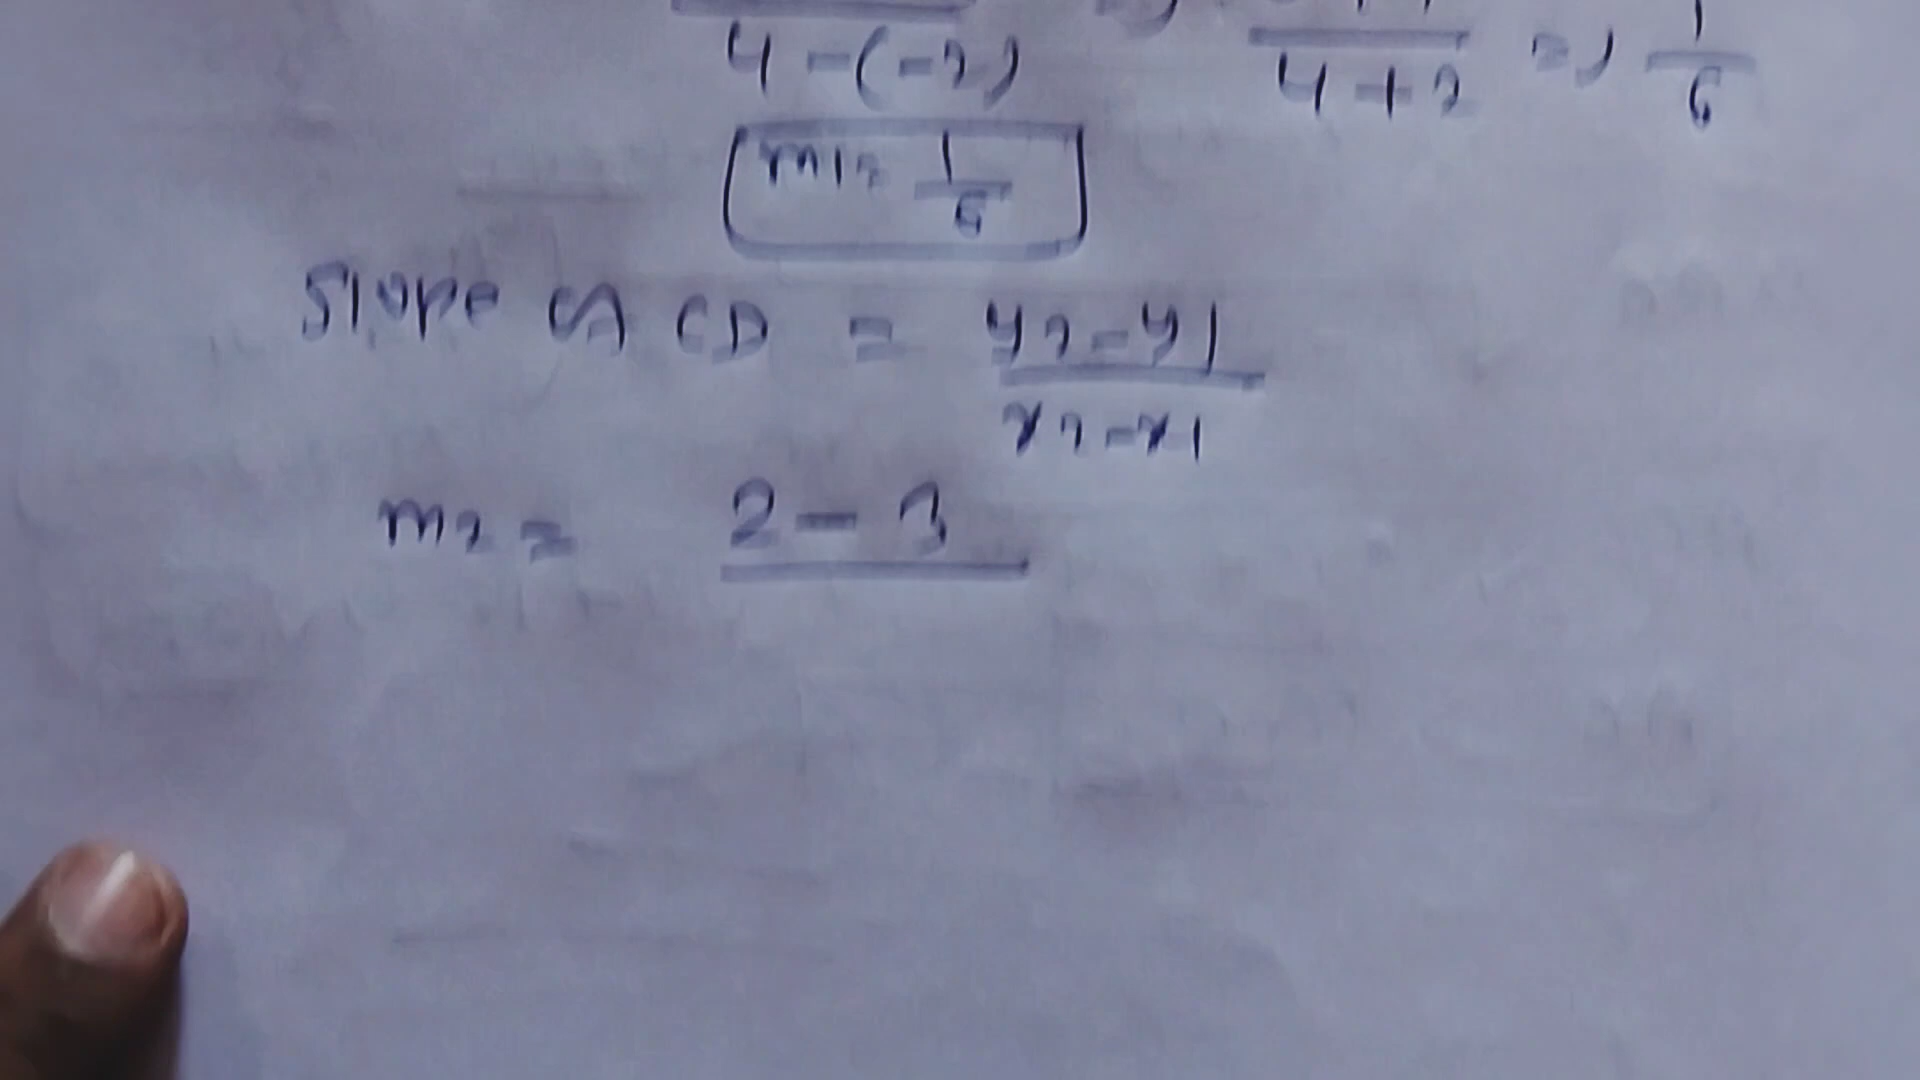 4-(-2) 4+2 => 1/6
m1= 1/6
Slope of CD = y2-y1/x2-x1
m2= 2-3